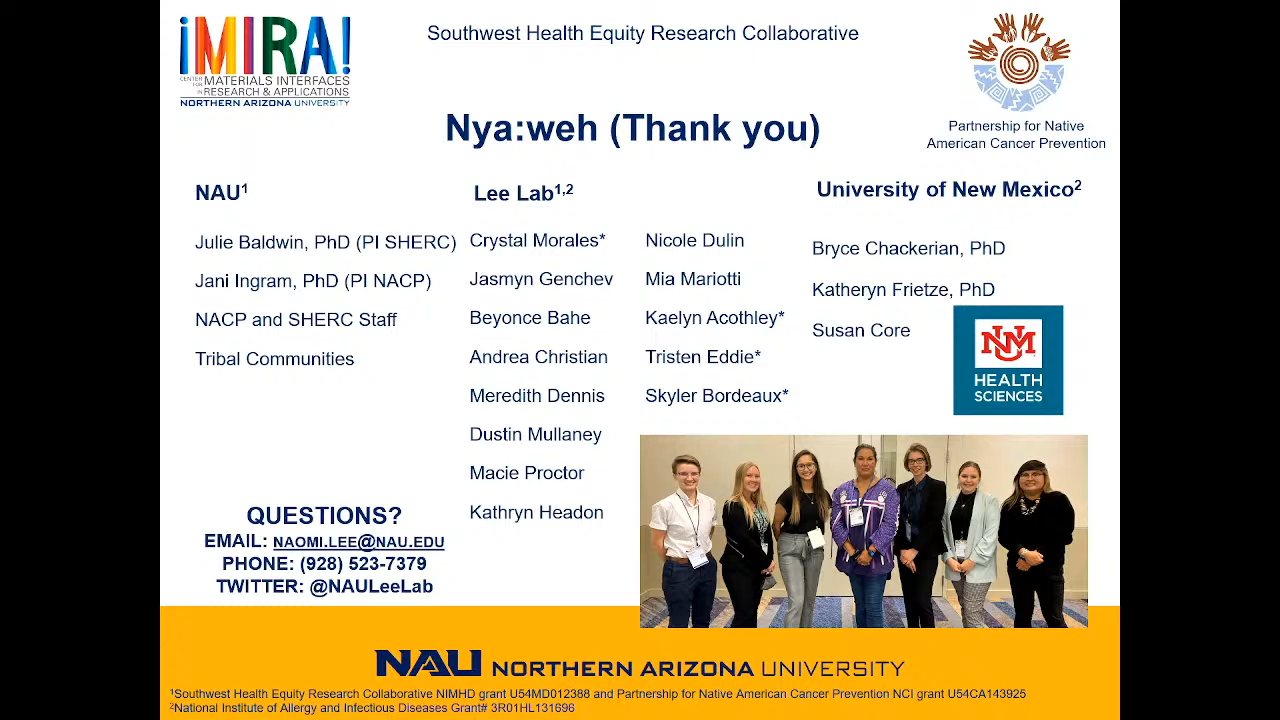 ¡MIRA!
CENTER FOR MATERIALS INTERFACES
IN RESEARCH & APPLICATIONS
NORTHERN ARIZONA UNIVERSITY
Southwest Health Equity Research Collaborative
Partnership for Native
American Cancer Prevention
Nya:weh (Thank you)
NAU¹
Julie Baldwin, PhD (PI SHERC)
Jani Ingram, PhD (PI NACP)
NACP and SHERC Staff
Tribal Communities
Lee Lab¹,²
Crystal Morales*
Jasmyn Genchev
Beyonce Bahe
Andrea Christian
Meredith Dennis
Dustin Mullaney
Macie Proctor
Kathryn Headon
Nicole Dulin
Mia Mariotti
Kaelyn Acothley*
Tristen Eddie*
Skyler Bordeaux*
University of New Mexico²
Bryce Chackerian, PhD
Katheryn Frietze, PhD
Susan Core
UNM
HEALTH
SCIENCES
QUESTIONS?
EMAIL: NAOMI.LEE@NAU.EDU
PHONE: (928) 523-7379
TWITTER: @NAULeeLab
NAU NORTHERN ARIZONA UNIVERSITY
¹Southwest Health Equity Research Collaborative NIMHD grant U54MD012388 and Partnership for Native American Cancer Prevention NCI grant U54CA143925
²National Institute of Allergy and Infectious Diseases Grant# 3R01HL131696